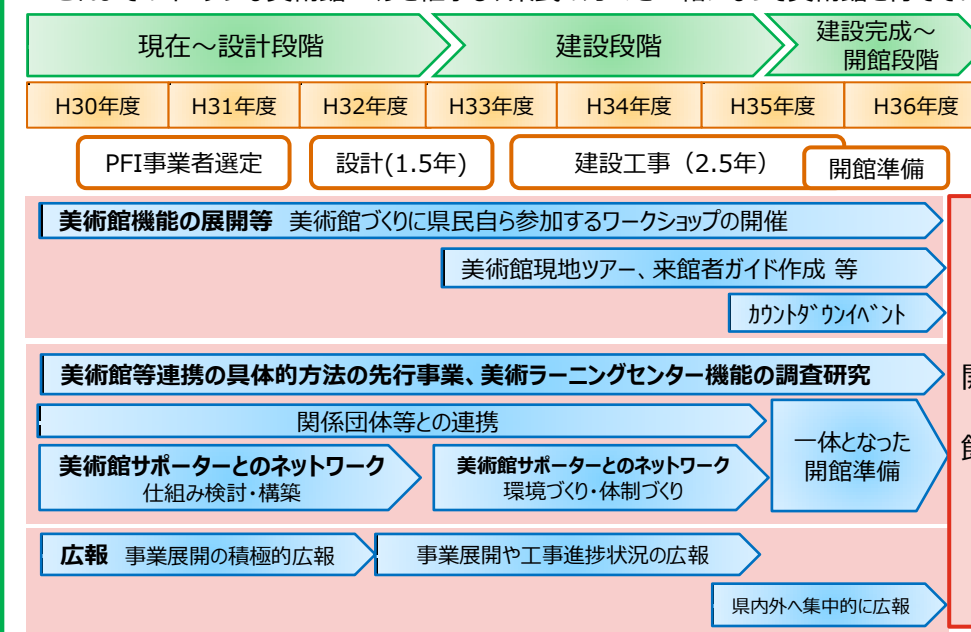 現在～設計段階
建設段階
建設完成～
開館段階
H30年度
H31年度
H32年度
H33年度
H34年度
H35年度
H36年度
PFI事業者選定
設計(1.5年)
建設工事（2.5年）
開館準備
美術館機能の展開等 美術館づくりに県民自ら参加するワークショップの開催
美術館現地ツアー、来館者ガイド作成 等
ｶｳﾝﾄﾀﾞｳﾝｲﾍﾞﾝﾄ
美術館等連携の具体的方法の先行事業、美術ラーニングセンター機能の調査研究
関係団体等との連携
美術館サポーターとのネットワーク
仕組み検討・構築
美術館サポーターとのネットワーク
環境づくり・体制づくり
一体となった
開館準備
広報 事業展開の積極的広報
事業展開や工事進捗状況の広報
県内外へ集中的に広報